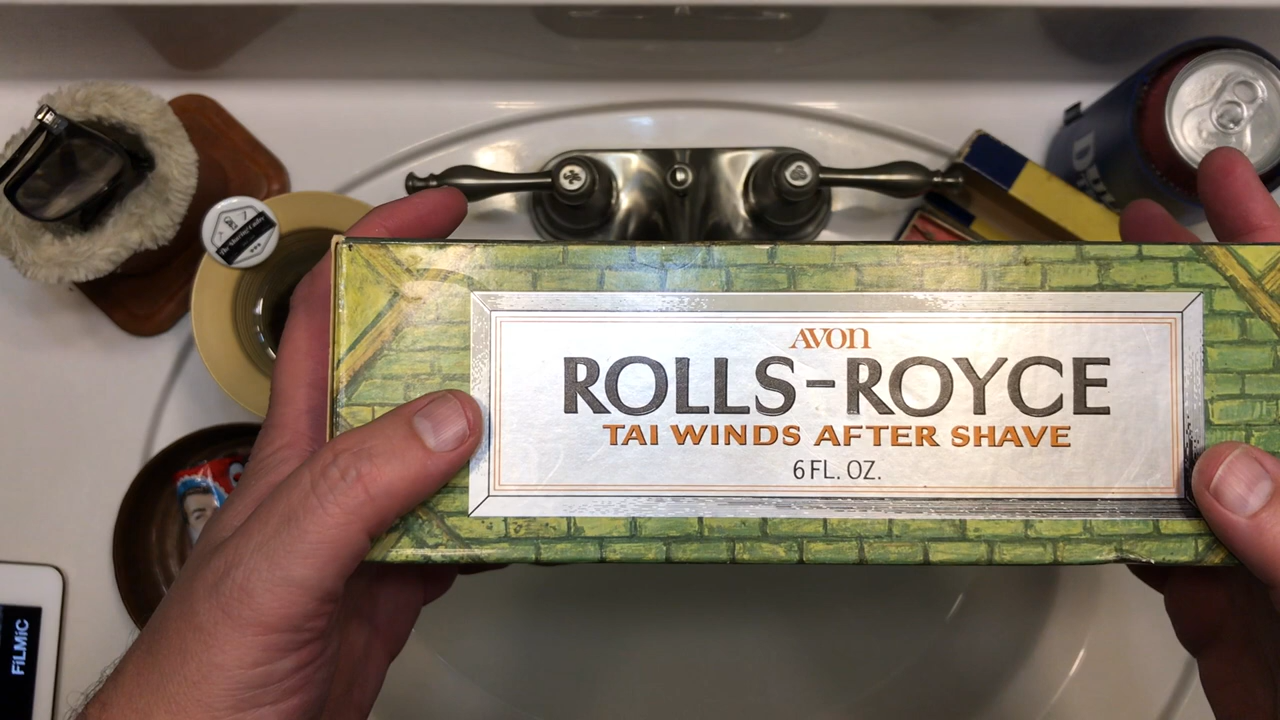 AVON
ROLLS-ROYCE
TAI WINDS AFTER SHAVE
6 FL. OZ.
FiLMiC